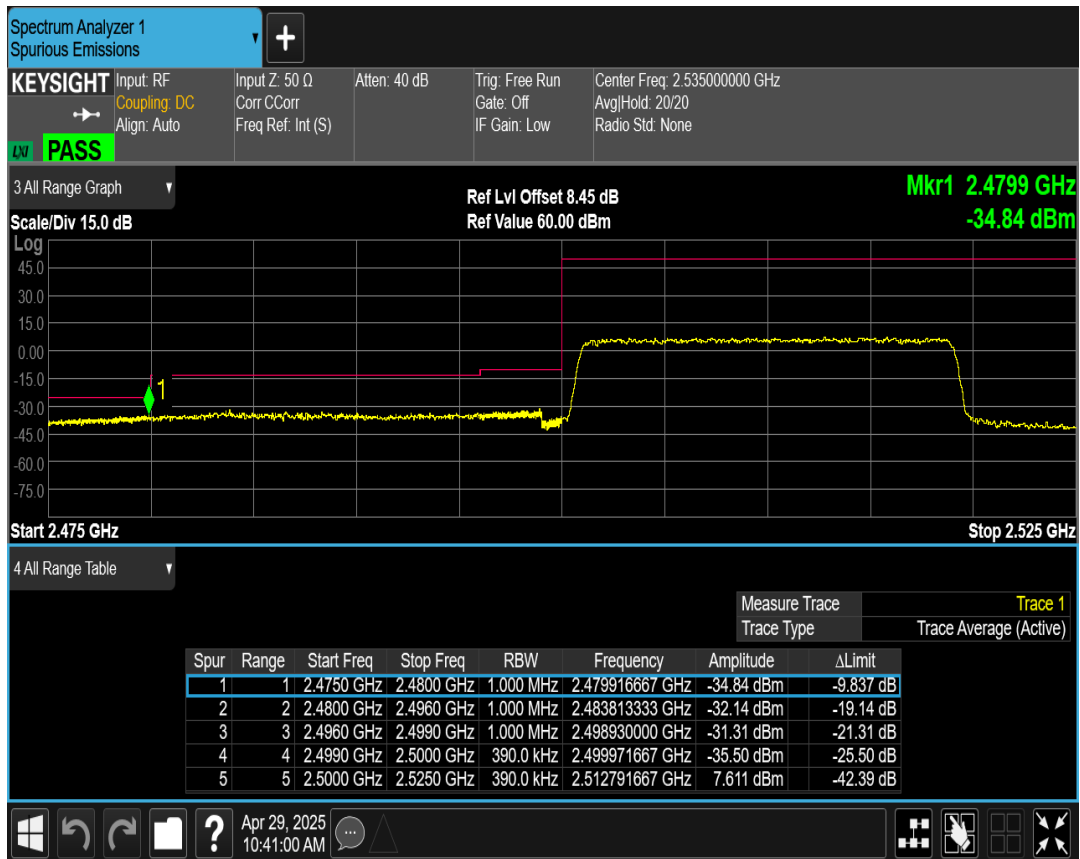 Spectrum Analyzer 1
Spurious Emissions
+
KEYSIGHT
Input: RF
Coupling: DC
Align: Auto
Input Z: 50 Ω
Corr CCorr
Freq Ref: Int (S)
Atten: 40 dB
Trig: Free Run
Gate: Off
IF Gain: Low
Center Freq: 2.535000000 GHz
Avg|Hold: 20/20
Radio Std: None
LXI
PASS
3 All Range Graph
Scale/Div 15.0 dB
Ref Lvl Offset 8.45 dB
Ref Value 60.00 dBm
Mkr1 2.4799 GHz
-34.84 dBm
Log
45.0
30.0
15.0
0.00
-15.0
-30.0
-45.0
-60.0
-75.0
1
Start 2.475 GHz
Stop 2.525 GHz
4 All Range Table
Measure Trace Trace 1
Trace Type Trace Average (Active)
Spur Range Start Freq Stop Freq RBW Frequency Amplitude ΔLimit
1 1 2.4750 GHz 2.4800 GHz 1.000 MHz 2.479916667 GHz -34.84 dBm -9.837 dB
2 2 2.4800 GHz 2.4960 GHz 1.000 MHz 2.483813333 GHz -32.14 dBm -19.14 dB
3 3 2.4960 GHz 2.4990 GHz 1.000 MHz 2.498930000 GHz -31.31 dBm -21.31 dB
4 4 2.4990 GHz 2.5000 GHz 390.0 kHz 2.499971667 GHz -35.50 dBm -25.50 dB
5 5 2.5000 GHz 2.5250 GHz 390.0 kHz 2.512791667 GHz 7.611 dBm -42.39 dB
?
Apr 29, 2025
10:41:00 AM